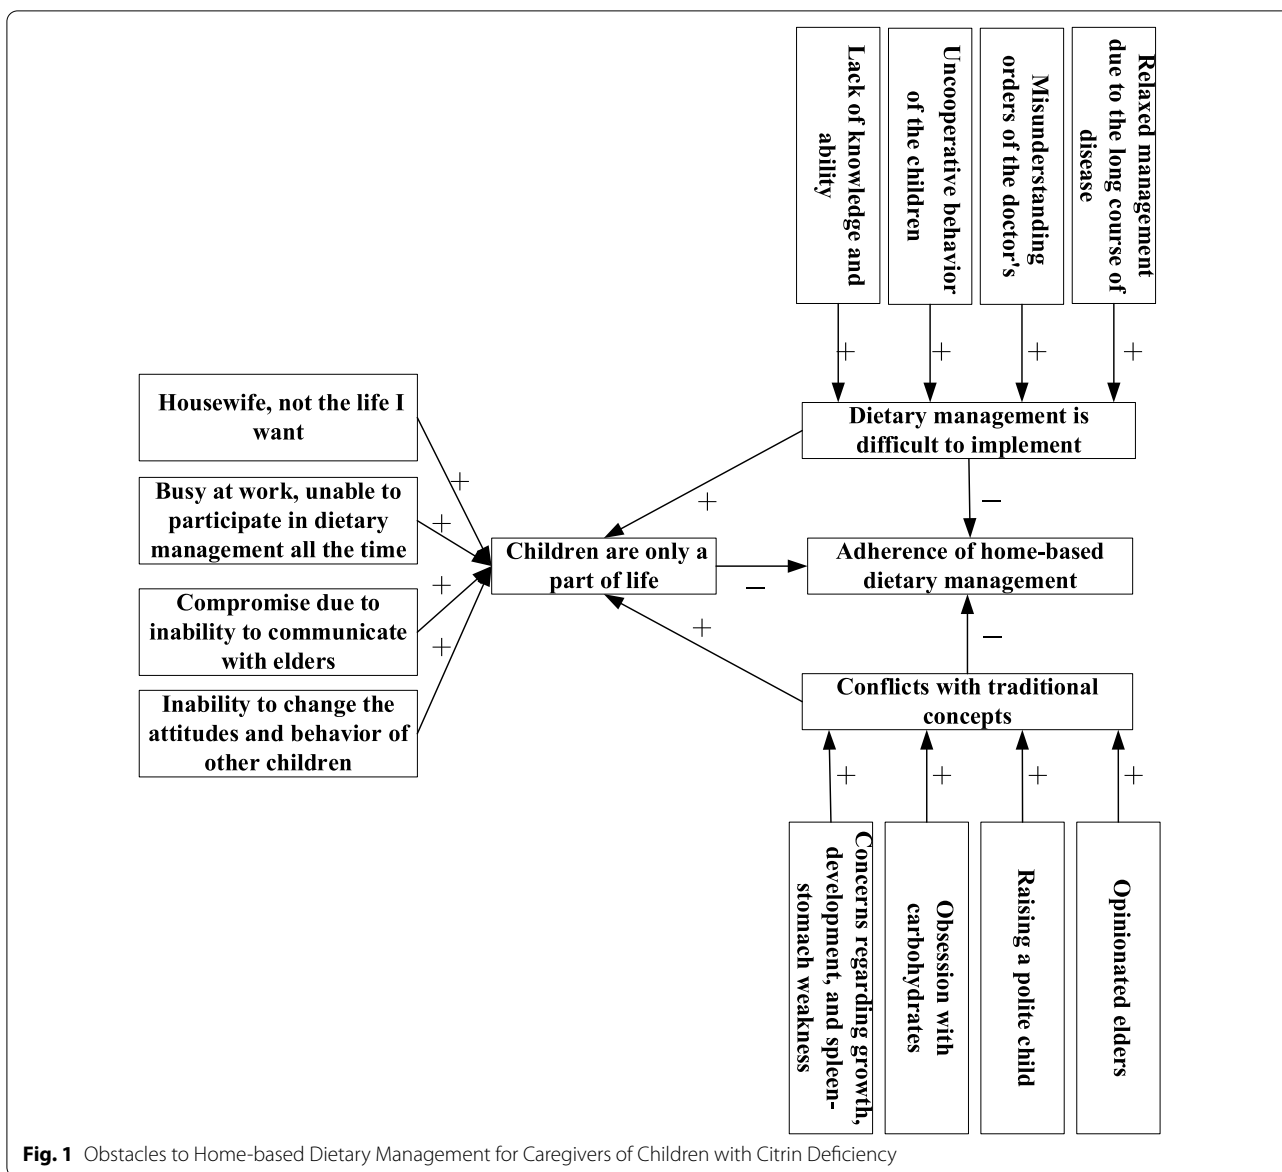 Lack of knowledge and
ability
Uncooperative behavior
of the children
Misunderstanding
orders of the doctor's
Relaxed management
due to the long course of
disease
+
+
+
+
Housewife, not the life I
want
Busy at work, unable to
participate in dietary
management all the time
Compromise due to
inability to communicate
with elders
Inability to change the
attitudes and behavior of
other children
+
+
+
+
Dietary management is
difficult to implement
+
−
Children are only a
part of life
−
Adherence of home-based
dietary management
+
−
Conflicts with traditional
concepts
+
+
+
+
Concerns regarding growth,
development, and spleen-
stomach weakness
Obsession with
carbohydrates
Raising a polite child
Opinionated elders
Fig. 1 Obstacles to Home-based Dietary Management for Caregivers of Children with Citrin Deficiency